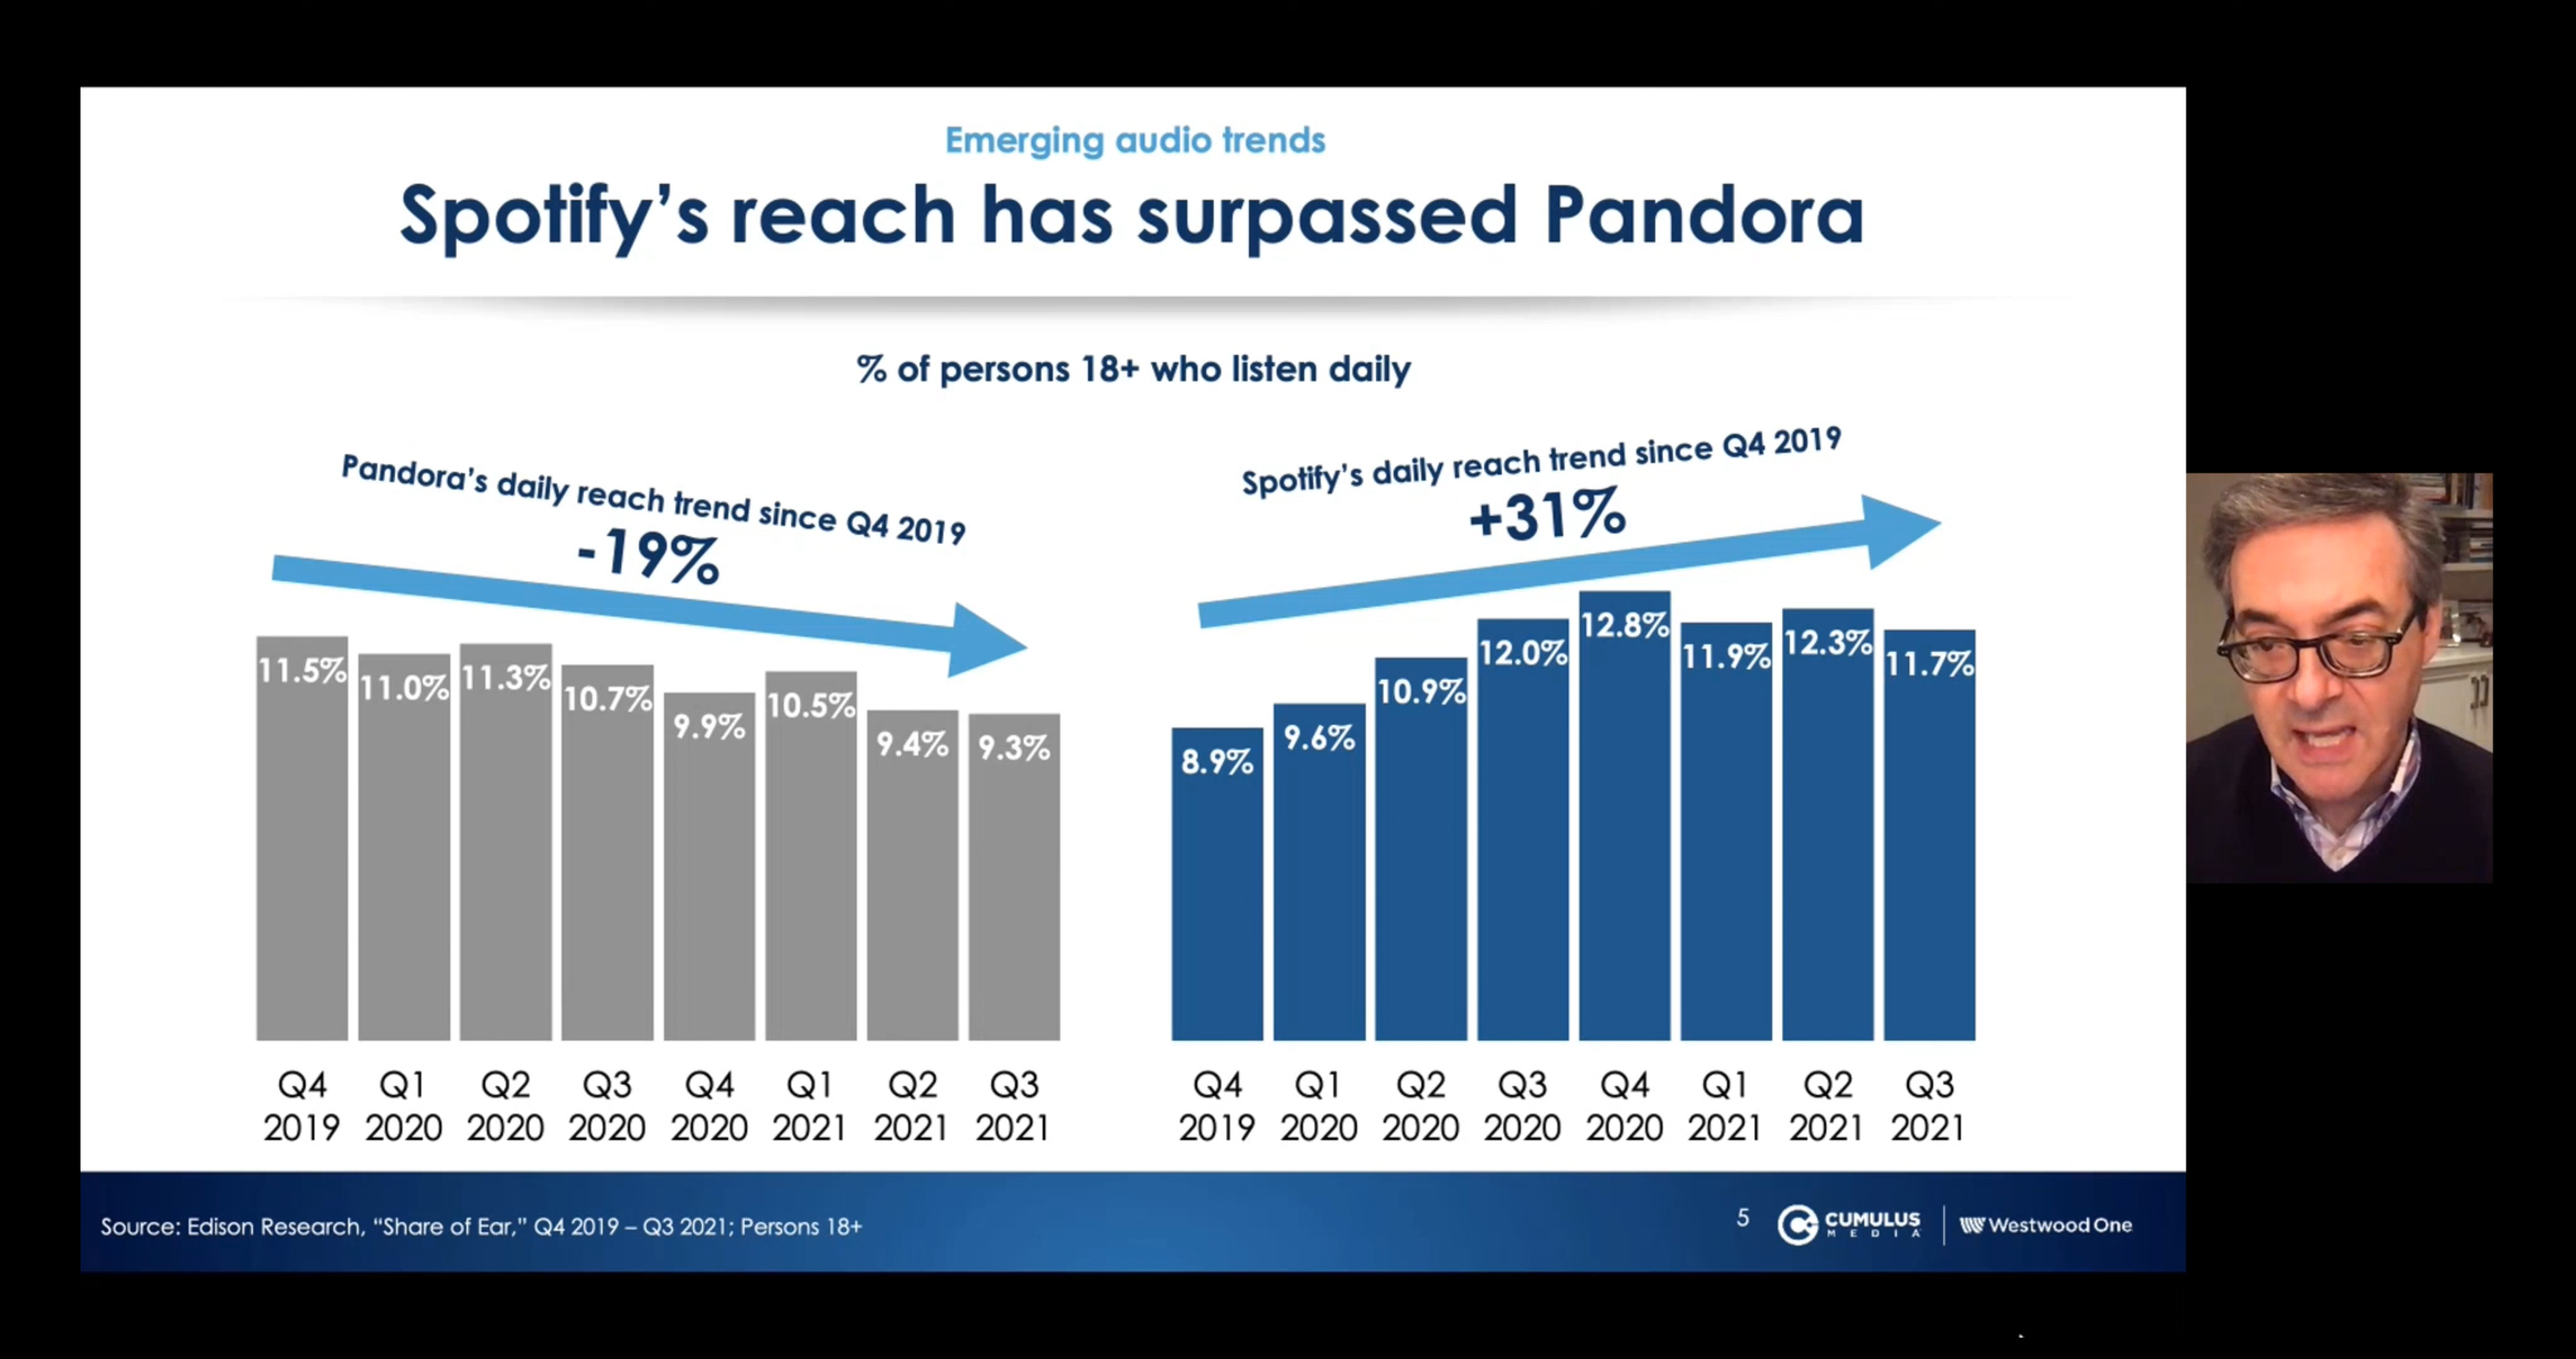 Emerging audio trends
Spotify’s reach has surpassed Pandora
% of persons 18+ who listen daily
Pandora’s daily reach trend since Q4 2019
-19%
11.5%
11.0%
11.3%
10.7%
9.9%
10.5%
9.4%
9.3%
Q4 2019
Q1 2020
Q2 2020
Q3 2020
Q4 2020
Q1 2021
Q2 2021
Q3 2021
Spotify’s daily reach trend since Q4 2019
+31%
8.9%
9.6%
10.9%
12.0%
12.8%
11.9%
12.3%
11.7%
Q4 2019
Q1 2020
Q2 2020
Q3 2020
Q4 2020
Q1 2021
Q2 2021
Q3 2021
Source: Edison Research, “Share of Ear,” Q4 2019 – Q3 2021; Persons 18+
5
CUMULUS
MEDIA
Westwood One